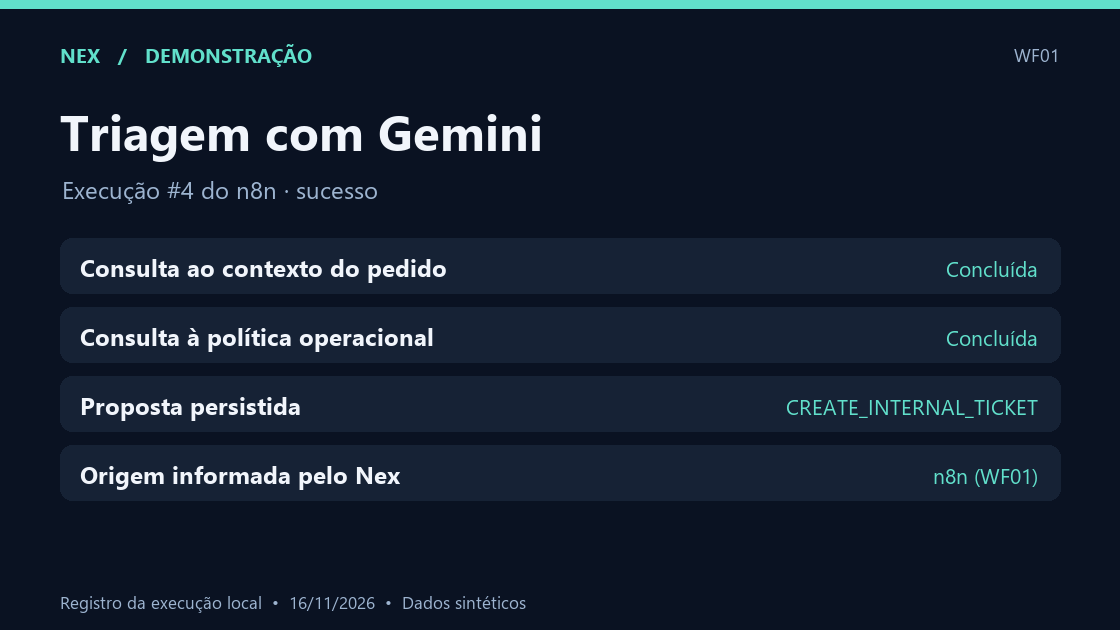 NEX / DEMONSTRAÇÃO
WF01
Triagem com Gemini
Execução #4 do n8n · sucesso
Consulta ao contexto do pedido Concluída
Consulta à política operacional Concluída
Proposta persistida CREATE_INTERNAL_TICKET
Origem informada pelo Nex n8n (WF01)
Registro da execução local • 16/11/2026 • Dados sintéticos